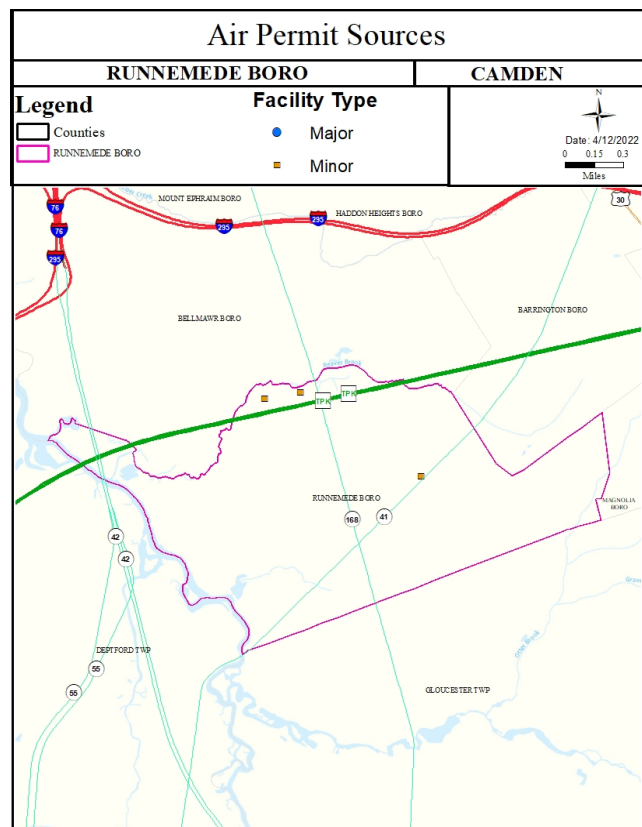 Air Permit Sources
RUNNEMEDE BORO
CAMDEN
Legend
Counties
RUNNEMEDE BORO
Facility Type
Major
Minor
N
Date: 4/12/2022
0 0.15 0.3
Miles
76
MOUNT EPHRAIM BORO
30
HADDON HEIGHTS BORO
295
295
76
295
BARRINGTON BORO
BELLMAWR BORO
TPK
TPK
RUNNEMEDE BORO
MAGNOLIA
BORO
168
41
42
42
DEPTFORD TWP
55
55
GLOUCESTER TWP